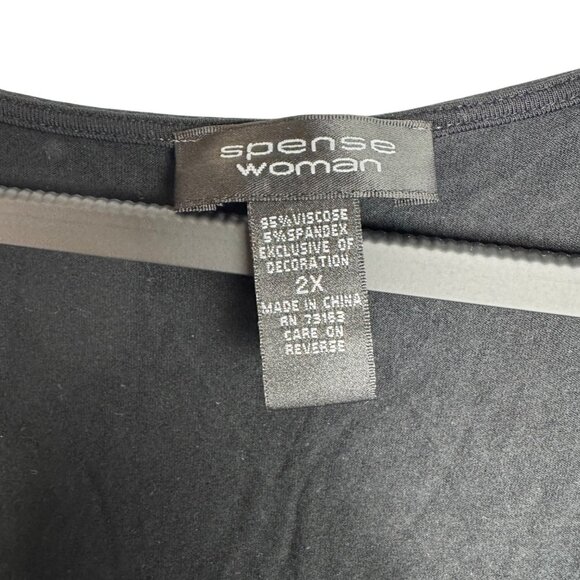 spense
woman
95%VISCOSE
5%SPANDEX
EXCLUSIVE OF
DECORATION
2X
MADE IN CHINA
RN 73163
CARE ON
REVERSE